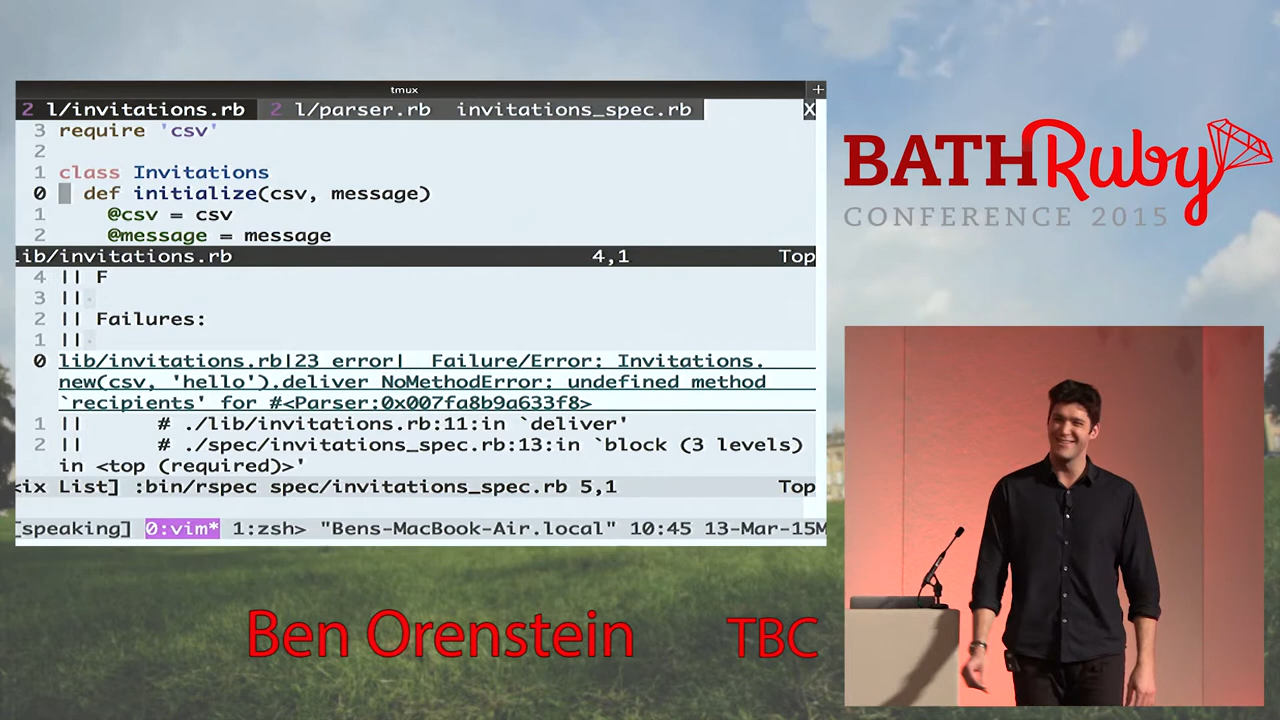 tmux +
2 l/invitations.rb 2 l/parser.rb invitations_spec.rb X
3 require 'csv'
2
1 class Invitations
0 def initialize(csv, message)
1 @csv = csv
2 @message = message
lib/invitations.rb 4,1 Top
4 || F
3 ||
2 || Failures:
1 ||
0 lib/invitations.rb|23 error| Failure/Error: Invitations.
new(csv, 'hello').deliver NoMethodError: undefined method
`recipients' for #<Parser:0x007fa8b9a633f8>
1 || # ./lib/invitations.rb:11:in `deliver'
2 || # ./spec/invitations_spec.rb:13:in `block (3 levels)
in <top (required)>'
ix List] :bin/rspec spec/invitations_spec.rb 5,1 Top
[speaking] 0:vim* 1:zsh> "Bens-MacBook-Air.local" 10:45 13-Mar-15
BATHRuby
CONFERENCE 2015
Ben Orenstein TBC